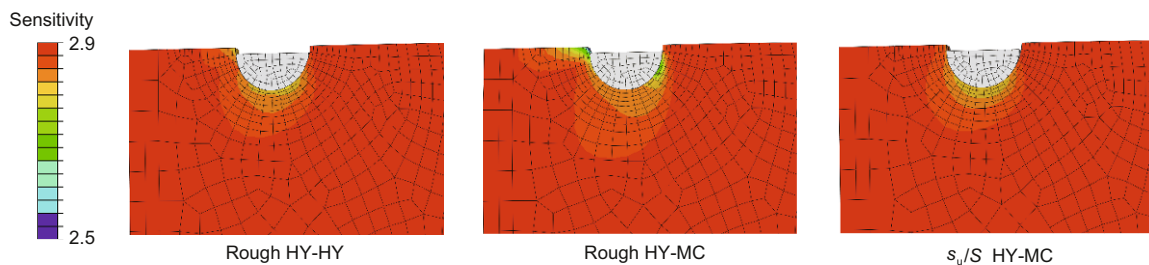 Sensitivity
2.9
2.5
Rough HY-HY
Rough HY-MC
su/S HY-MC